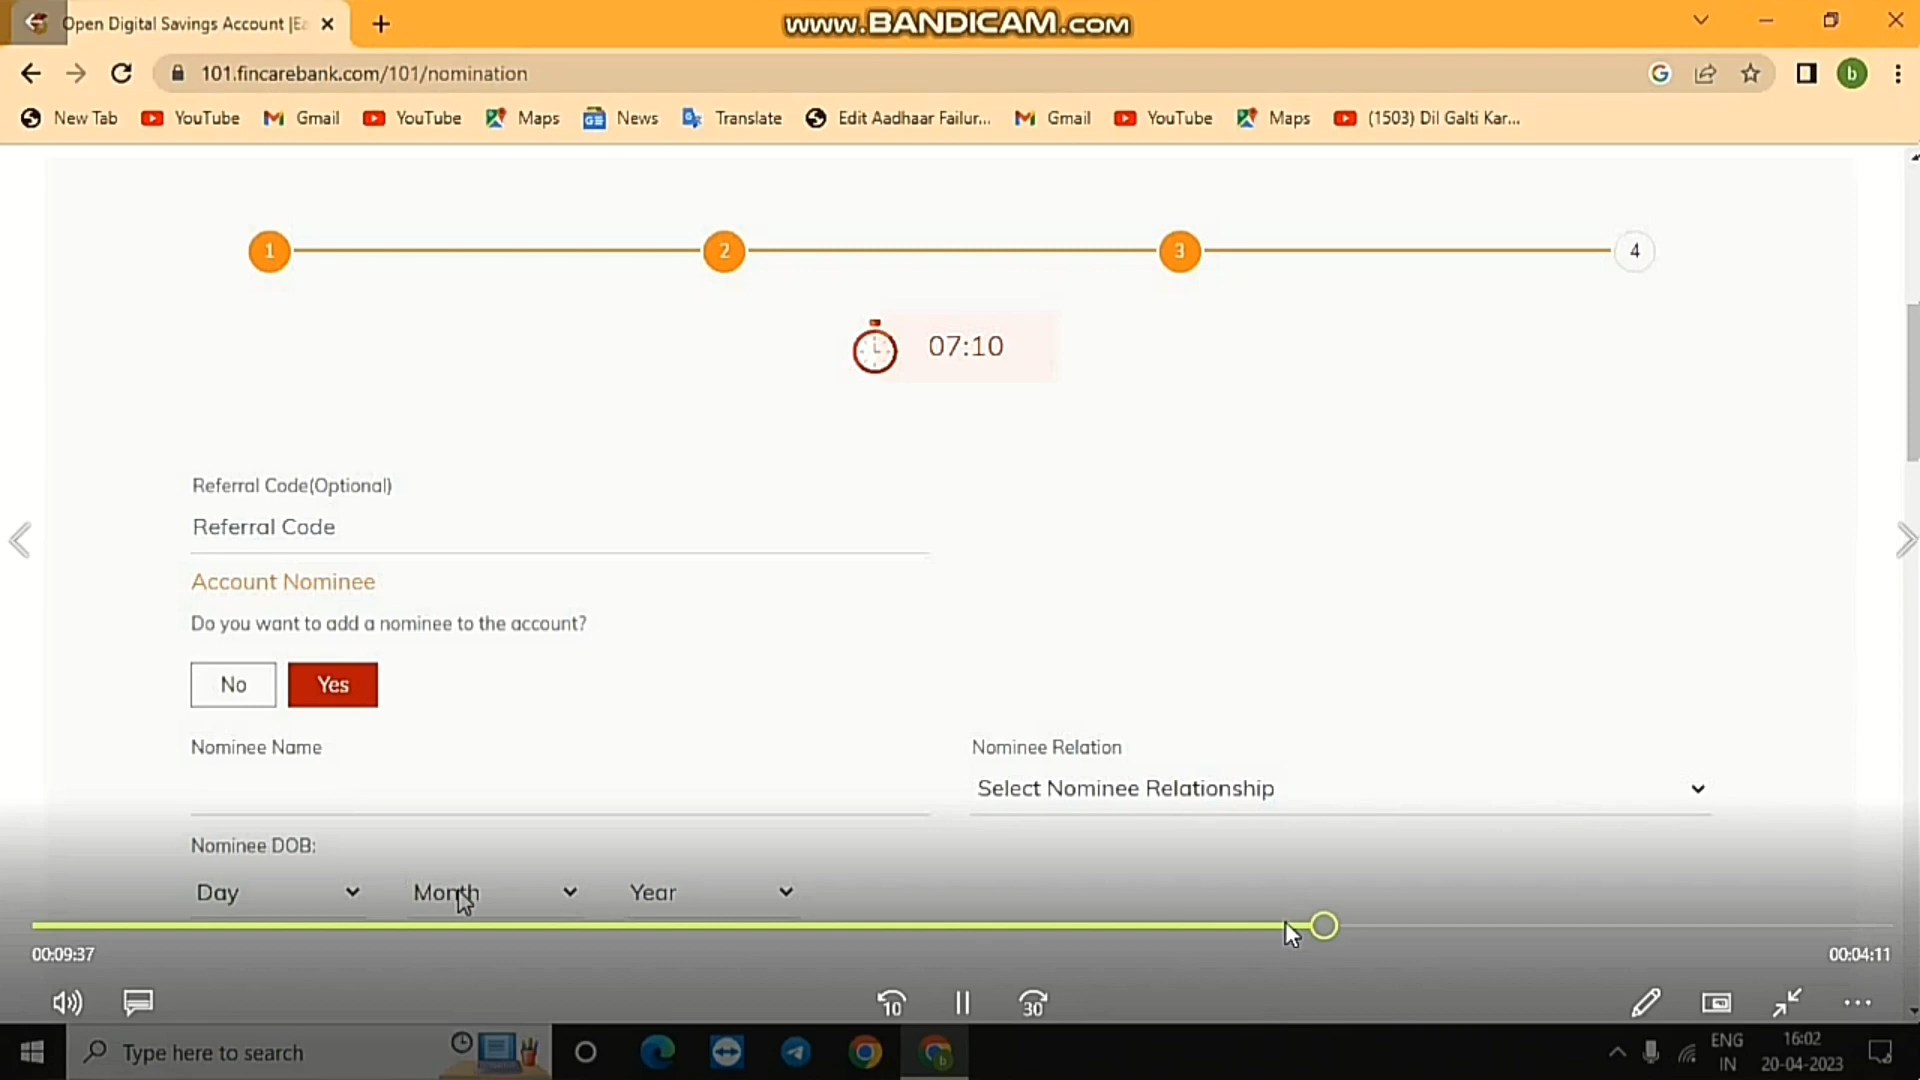 Open Digital Savings Account |Ea
www.BANDICAM.com
101.fincarebank.com/101/nomination
b
New Tab YouTube Gmail YouTube Maps News Translate Edit Aadhaar Failur... Gmail YouTube Maps (1503) Dil Galti Kar...
1 2 3 4
07:10
Referral Code(Optional)
Referral Code
Account Nominee
Do you want to add a nominee to the account?
No Yes
Nominee Name Nominee Relation
Select Nominee Relationship
Nominee DOB:
Day Month Year
00:09:37 00:04:11
10 30
Type here to search
ENG 16:02
IN 20-04-2023